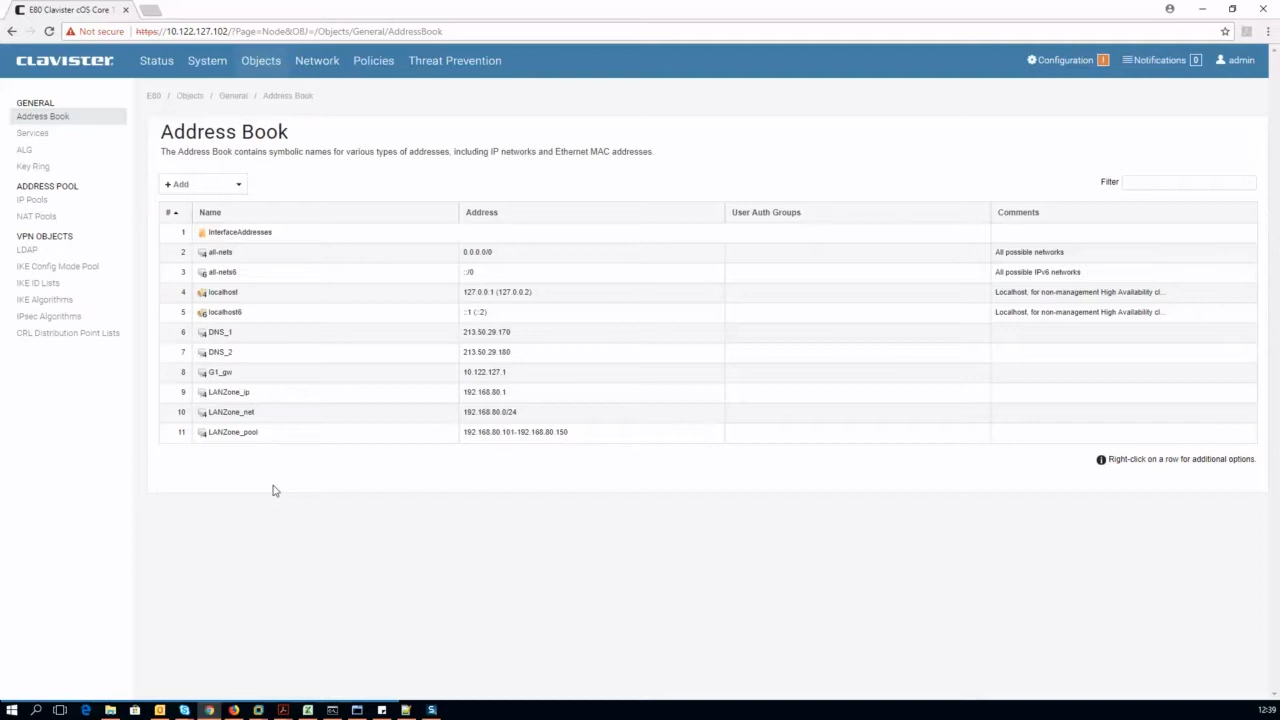 E80 Clavister cOS Core 1
Not secure https://10.122.127.102/?Page=Node&OBJ=/Objects/General/AddressBook
CLAVISTER Status System Objects Network Policies Threat Prevention Configuration ! Notifications 0 admin
GENERAL
Address Book
Services
ALG
Key Ring
ADDRESS POOL
IP Pools
NAT Pools
VPN OBJECTS
LDAP
IKE Config Mode Pool
IKE ID Lists
IKE Algorithms
IPsec Algorithms
CRL Distribution Point Lists
E80 / Objects / General / Address Book
Address Book
The Address Book contains symbolic names for various types of addresses, including IP networks and Ethernet MAC addresses.
+ Add Filter
# Name Address User Auth Groups Comments
1 InterfaceAddresses
2 all-nets 0.0.0.0/0 All possible networks
3 all-nets6 ::/0 All possible IPv6 networks
4 localhost 127.0.0.1 (127.0.0.2) Localhost, for non-management High Availability cl...
5 localhost6 ::1 (::2) Localhost, for non-management High Availability cl...
6 DNS_1 213.50.29.170
7 DNS_2 213.50.29.180
8 G1_gw 10.122.127.1
9 LANZone_ip 192.168.80.1
10 LANZone_net 192.168.80.0/24
11 LANZone_pool 192.168.80.101-192.168.80.150
Right-click on a row for additional options.
12:39